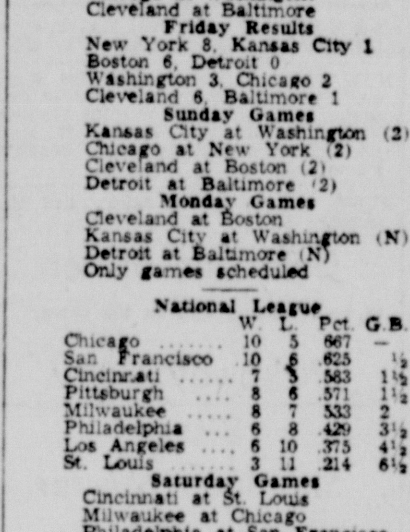 Cleveland at Baltimore
Friday Results
New York 8, Kansas City 1
Boston 6, Detroit 0
Washington 3, Chicago 2
Cleveland 6, Baltimore 1
Sunday Games
Kansas City at Washington (2)
Chicago at New York (2)
Cleveland at Boston (2)
Detroit at Baltimore (2)
Monday Games
Cleveland at Boston
Kansas City at Washington (N)
Detroit at Baltimore (N)
Only games scheduled
National League
W. L. Pct. G.B.
Chicago ...... 10 5 .667 —
San Francisco .10 6 .625 ½
Cincinnati ...... 7 5 .583 1½
Pittsburgh ..... 8 6 .571 1½
Milwaukee ..... 8 7 .533 2
Philadelphia ... 6 8 .429 3½
Los Angeles .... 6 10 .375 4½
St. Louis ...... 3 11 .214 6½
Saturday Games
Cincinnati at St. Louis
Milwaukee at Chicago
Philadelphia at San Francisco